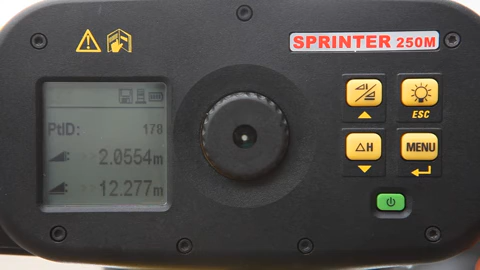 SPRINTER 250M
PtID: 178
2.0554m
12.277m
ESC
ΔH
MENU